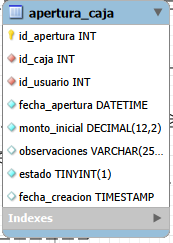 apertura_caja
id_apertura INT
id_caja INT
id_usuario INT
fecha_apertura DATETIME
monto_inicial DECIMAL(12,2)
observaciones VARCHAR(25...
estado TINYINT(1)
fecha_creacion TIMESTAMP
Indexes